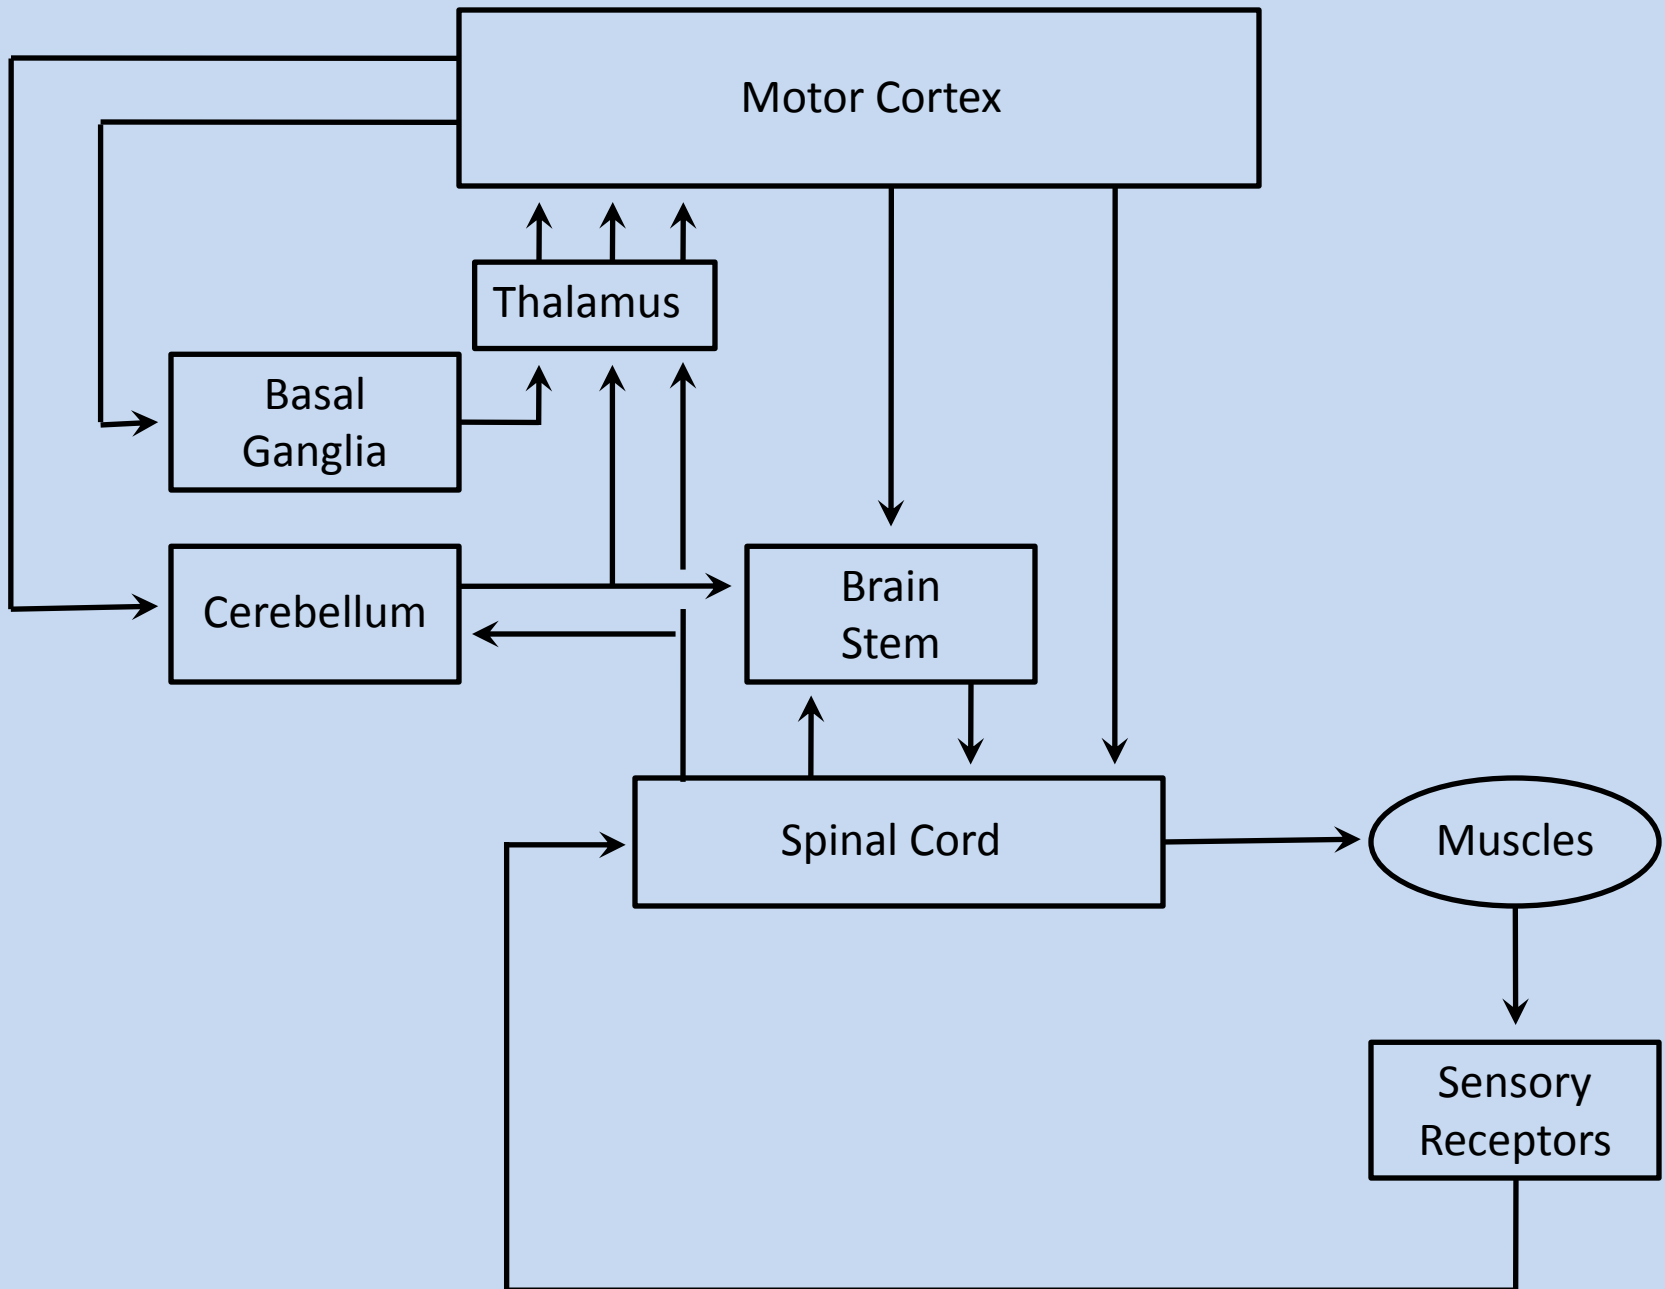 Motor Cortex
Thalamus
Basal
Ganglia
Cerebellum
Brain
Stem
Spinal Cord
Muscles
Sensory
Receptors